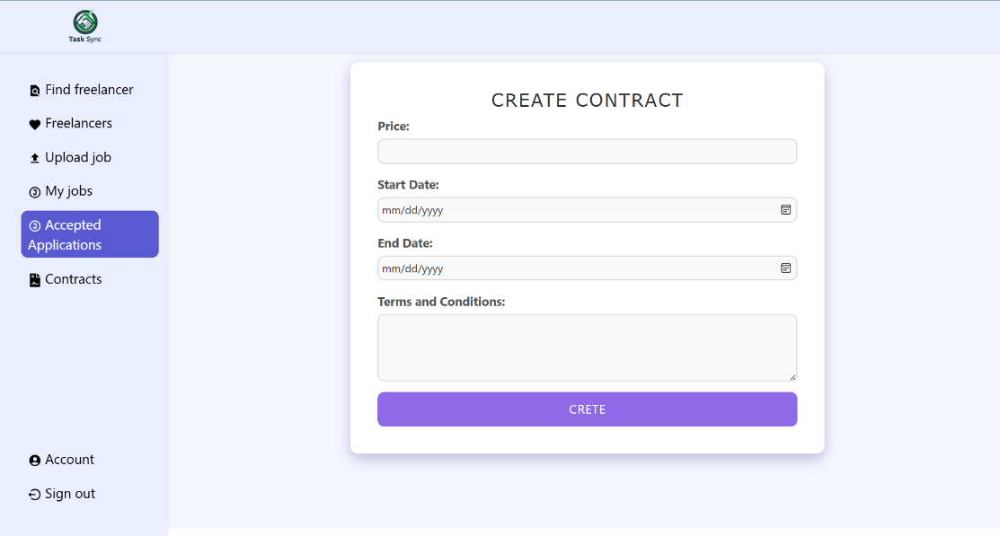 Task Sync
Find freelancer
Freelancers
Upload job
My jobs
Accepted
Applications
Contracts
Account
Sign out
CREATE CONTRACT
Price:
Start Date:
mm/dd/yyyy
End Date:
mm/dd/yyyy
Terms and Conditions:
CRETE